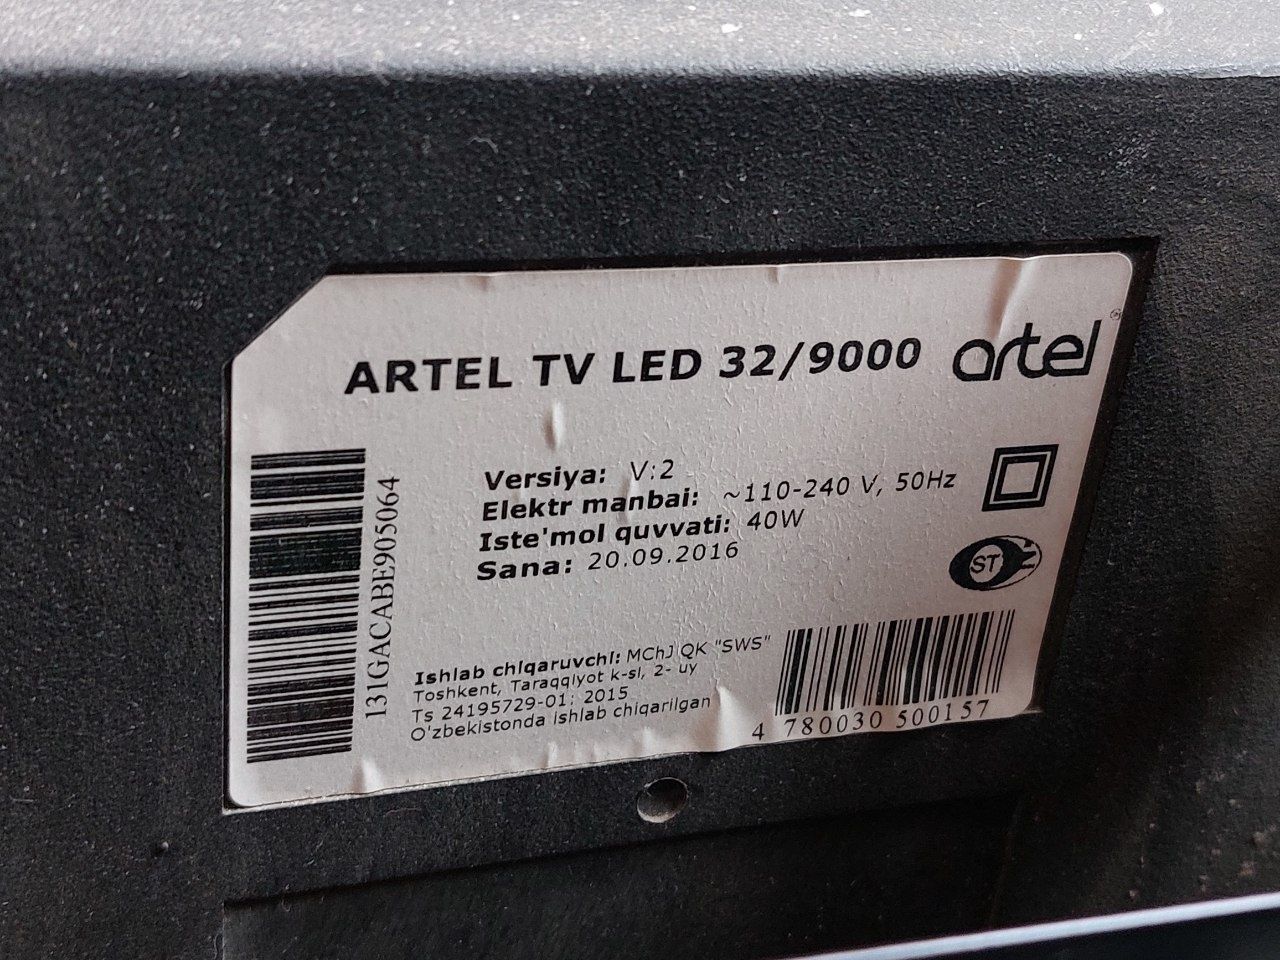 ARTEL TV LED 32/9000
artel®
Versiya: V:2
Elektr manbai: ~110-240 V, 50Hz
Iste'mol quvvati: 40W
Sana: 20.09.2016
ST
131GACABE905064
Ishlab chiqaruvchi: MChJ QK "SWS"
Toshkent, Taraqqiyot k-si, 2- uy
Ts 24195729-01: 2015
O'zbekistonda ishlab chiqarilgan
4 780030 500157